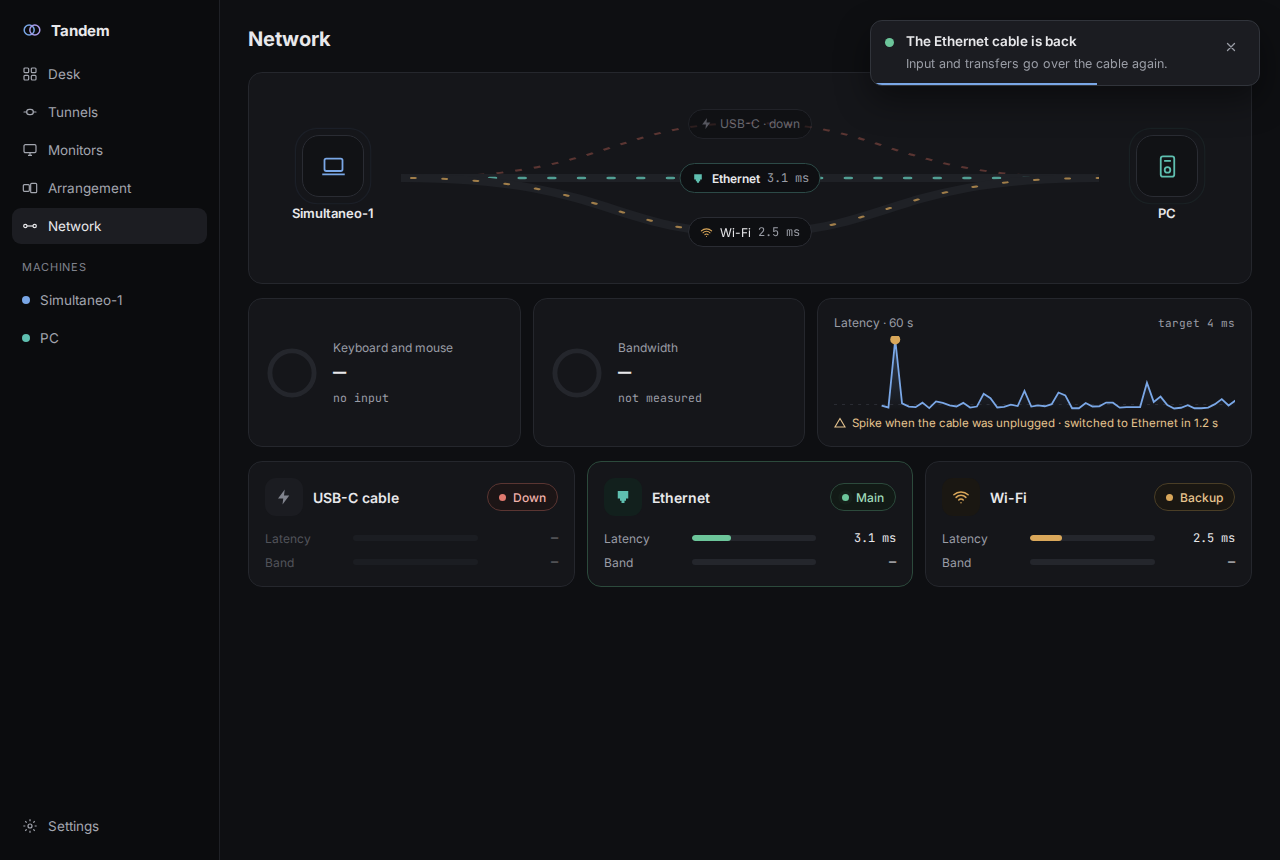 Tandem
Desk
Tunnels
Monitors
Arrangement
Network
MACHINES
Simultaneo-1
PC
Settings
Network
The Ethernet cable is back
Input and transfers go over the cable again.
USB-C · down
Ethernet 3.1 ms
Wi-Fi 2.5 ms
Simultaneo-1
PC
Keyboard and mouse
—
no input
Bandwidth
—
not measured
Latency · 60 s
target 4 ms
Spike when the cable was unplugged · switched to Ethernet in 1.2 s
USB-C cable
Down
Latency
—
Band
—
Ethernet
Main
Latency
3.1 ms
Band
—
Wi-Fi
Backup
Latency
2.5 ms
Band
—